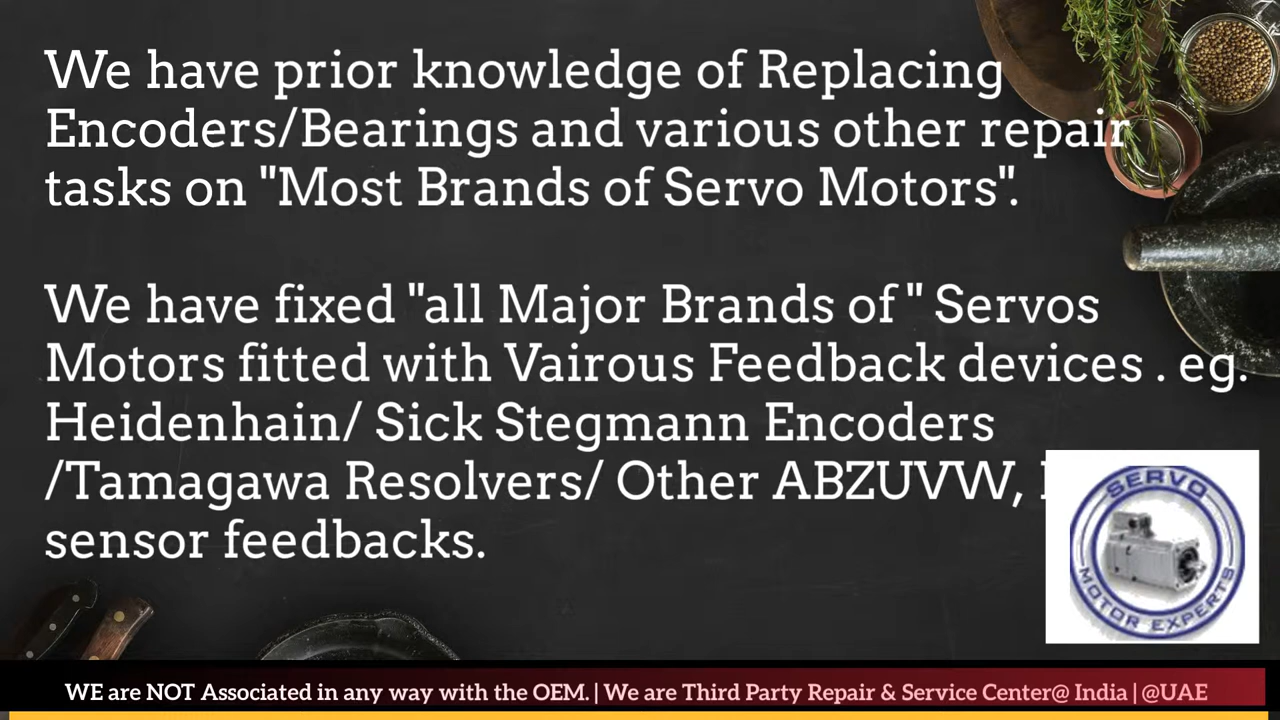 We have prior knowledge of Replacing
Encoders/Bearings and various other repair
tasks on "Most Brands of Servo Motors".
We have fixed "all Major Brands of " Servos
Motors fitted with Vairous Feedback devices . eg.
Heidenhain/ Sick Stegmann Encoders
/Tamagawa Resolvers/ Other ABZUVW,
sensor feedbacks.
SERVO
MOTOR EXPERTS
WE are NOT Associated in any way with the OEM. | We are Third Party Repair & Service Center@ India | @UAE